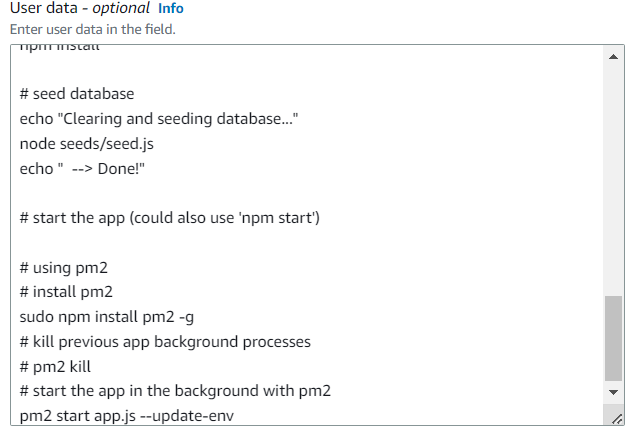 User data - optional Info
Enter user data in the field.
npm install
# seed database
echo "Clearing and seeding database..."
node seeds/seed.js
echo "  --> Done!"
# start the app (could also use 'npm start')
# using pm2
# install pm2
sudo npm install pm2 -g
# kill previous app background processes
# pm2 kill
# start the app in the background with pm2
pm2 start app.js --update-env